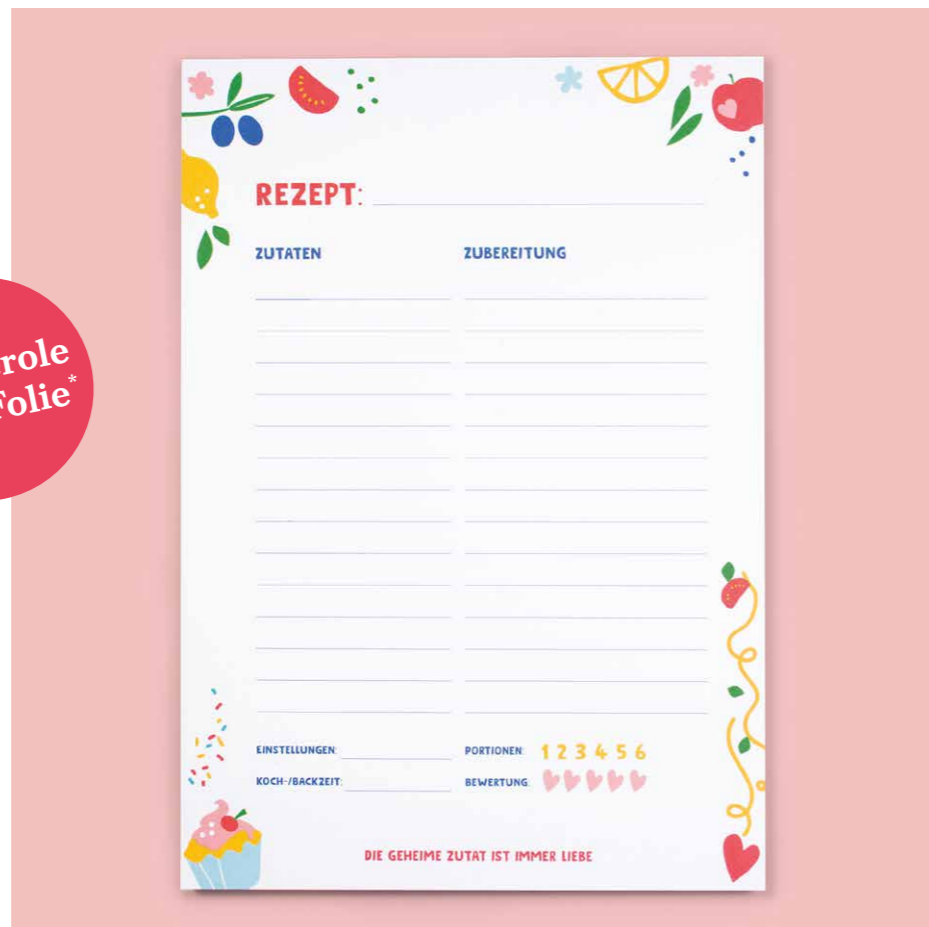 REZEPT:
ZUTATEN
ZUBEREITUNG
EINSTELLUNGEN:
PORTIONEN: 1 2 3 4 5 6
KOCH-/BACKZEIT:
BEWERTUNG:
DIE GEHEIME ZUTAT IST IMMER LIEBE
role
Folie*